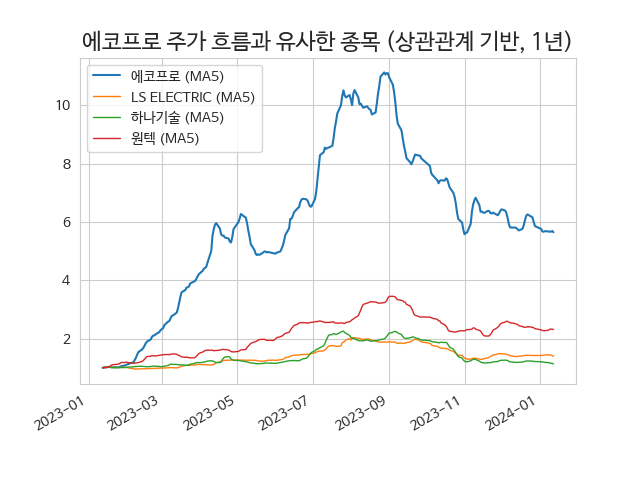 에코프로 주가 흐름과 유사한 종목 (상관관계 기반, 1년)
에코프로 (MA5)
LS ELECTRIC (MA5)
하나기술 (MA5)
원텍 (MA5)
10
8
6
4
2
2023-01
2023-03
2023-05
2023-07
2023-09
2023-11
2024-01